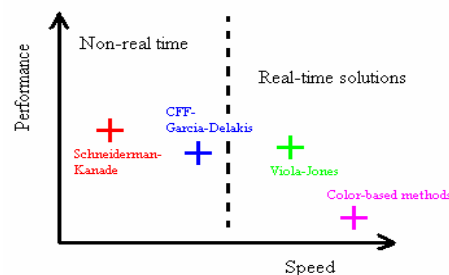 Non-real time
Real-time solutions
Performance
CFF-
Garcia-Delakis
Schneiderman-
Kanade
Viola-Jones
Color-based methods
Speed